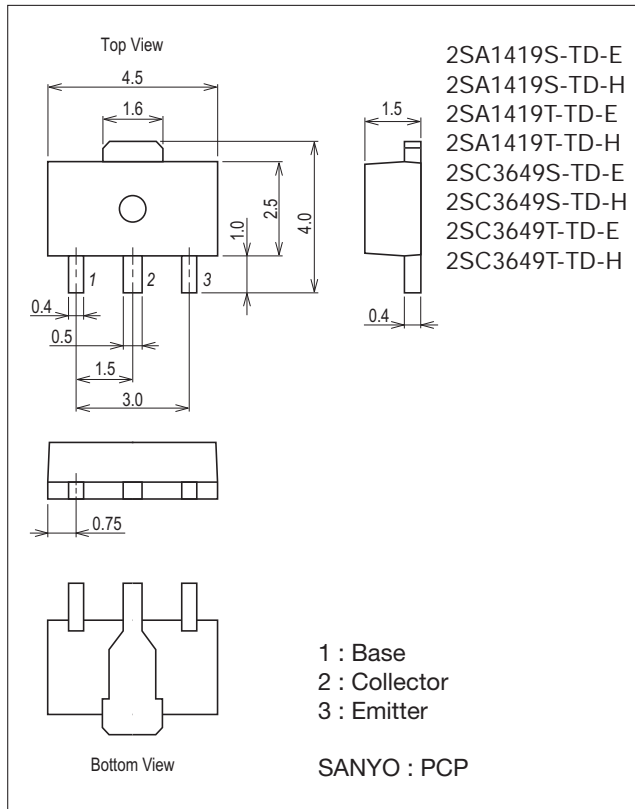 Top View
4.5
1.6
1.5
2.5
4.0
1.0
1
2
3
0.4
0.5
1.5
3.0
0.4
2SA1419S-TD-E
2SA1419S-TD-H
2SA1419T-TD-E
2SA1419T-TD-H
2SC3649S-TD-E
2SC3649S-TD-H
2SC3649T-TD-E
2SC3649T-TD-H
0.75
1 : Base
2 : Collector
3 : Emitter
Bottom View
SANYO : PCP